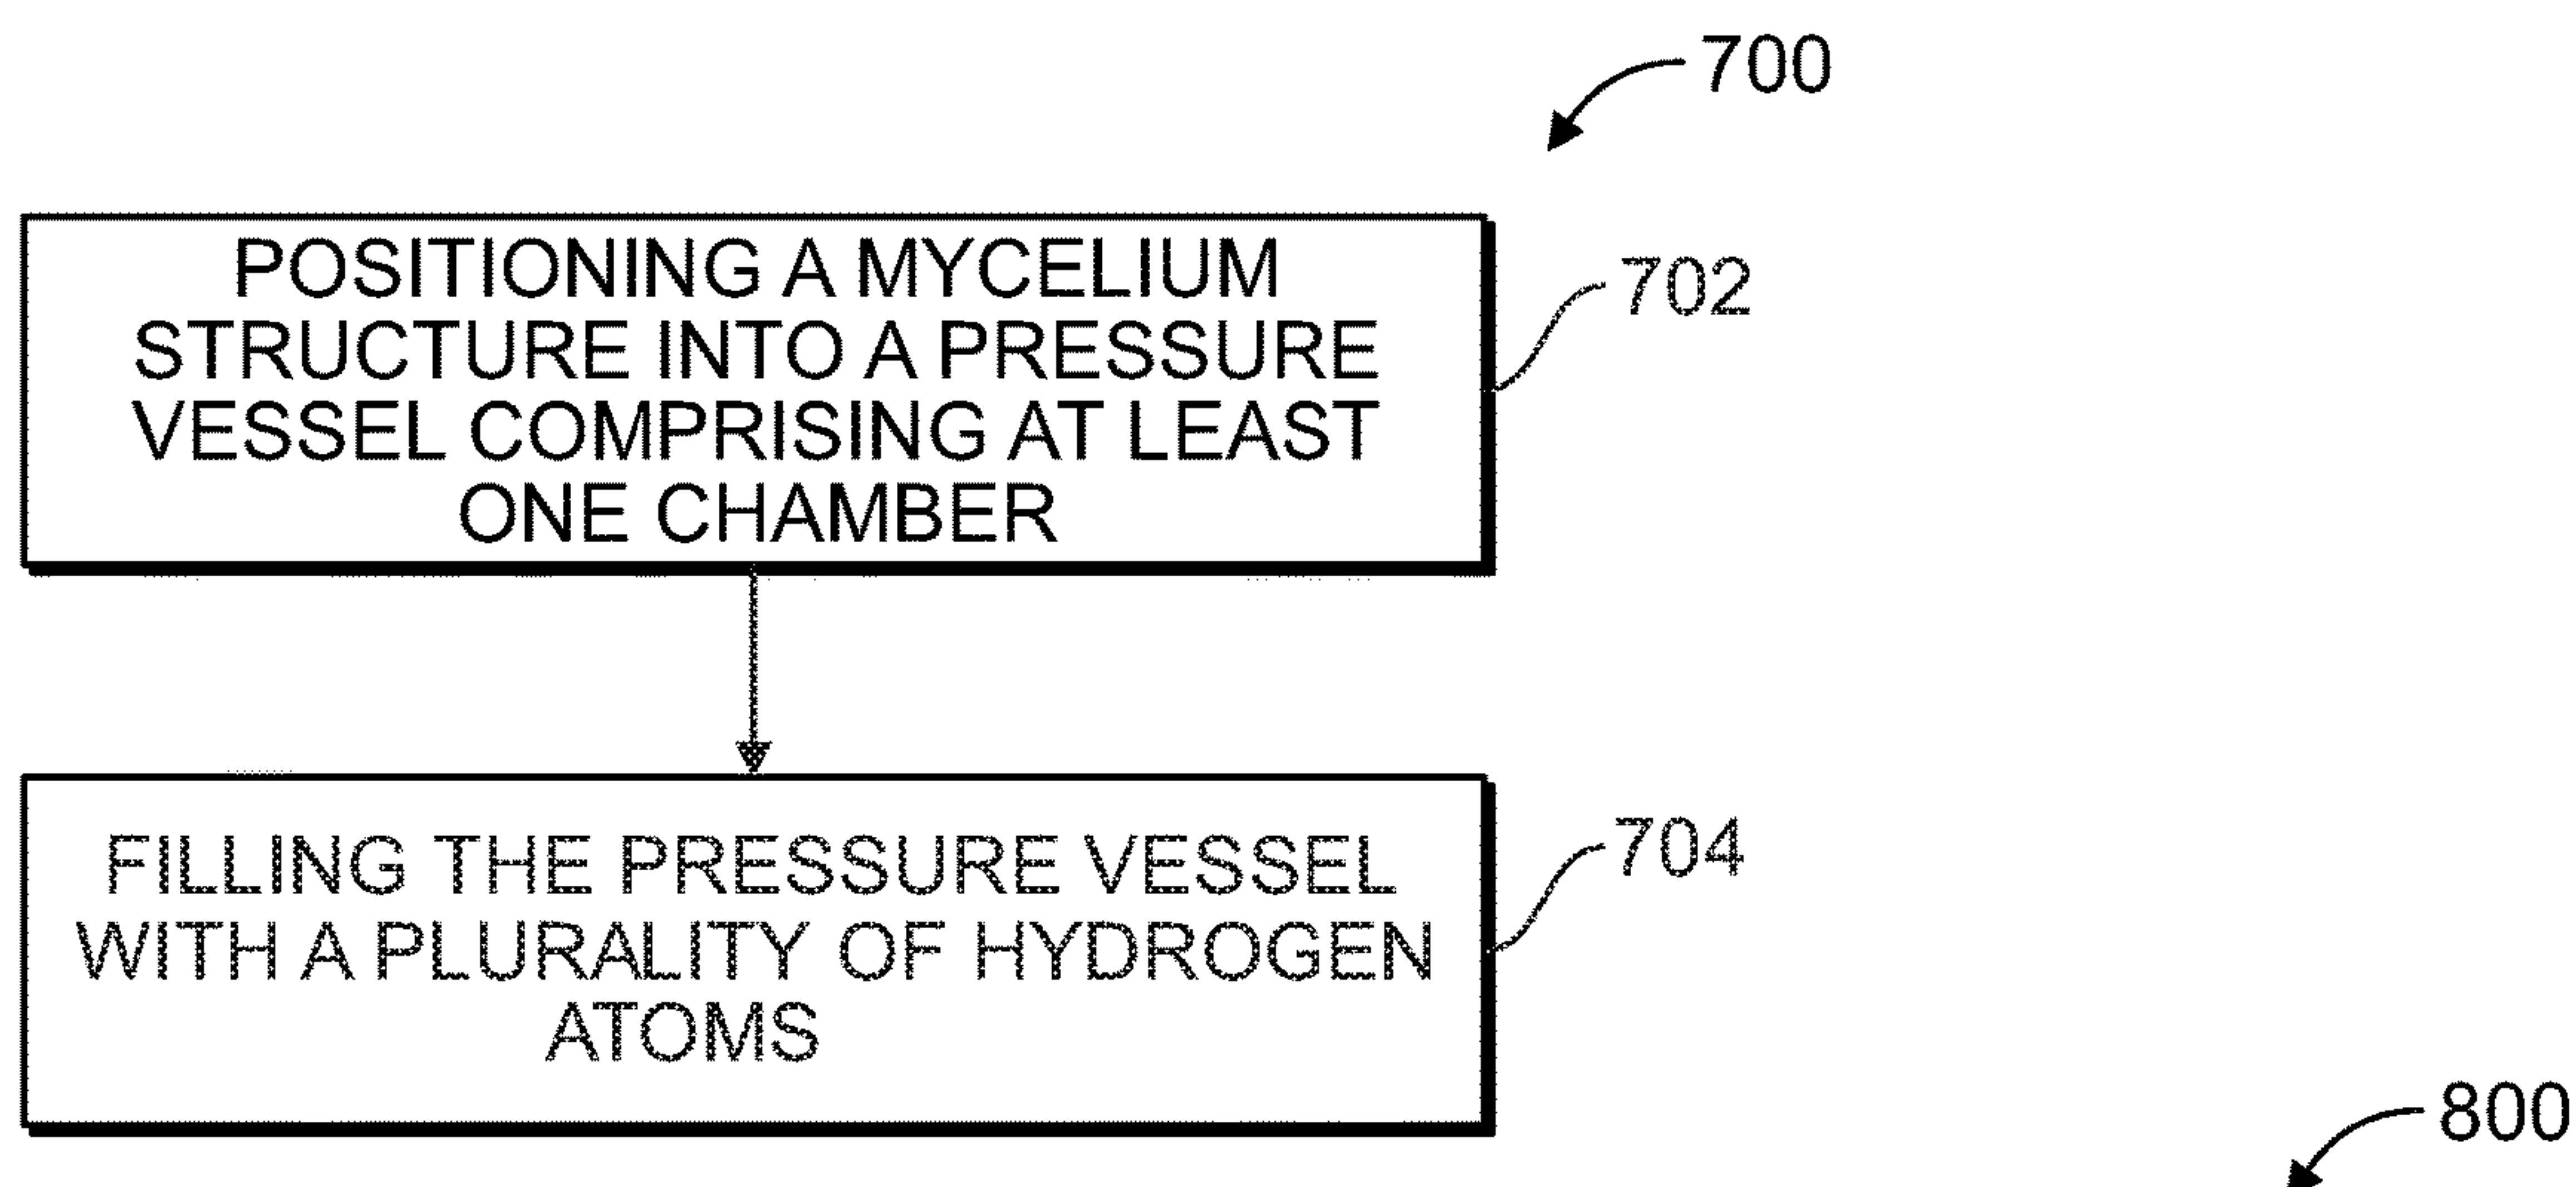 700
POSITIONING A MYCELIUM
STRUCTURE INTO A PRESSURE
VESSEL COMPRISING AT LEAST
ONE CHAMBER
702
FILLING THE PRESSURE VESSEL
WITH A PLURALITY OF HYDROGEN
ATOMS
704
800